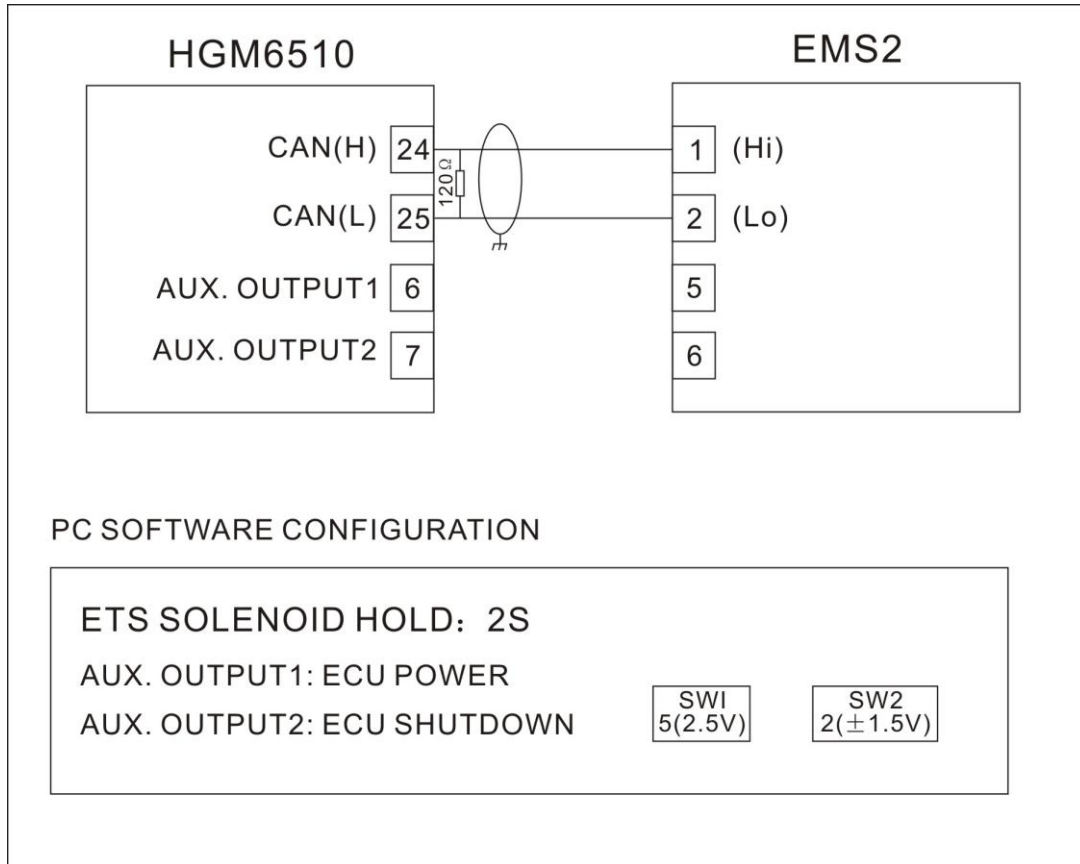 HGM6510
EMS2
CAN(H) 24
1 (Hi)
120Ω
CAN(L) 25
2 (Lo)
AUX. OUTPUT1 6
5
AUX. OUTPUT2 7
6
PC SOFTWARE CONFIGURATION
ETS SOLENOID HOLD：2S
AUX. OUTPUT1: ECU POWER
AUX. OUTPUT2: ECU SHUTDOWN
SWI
5(2.5V)
SW2
2(±1.5V)